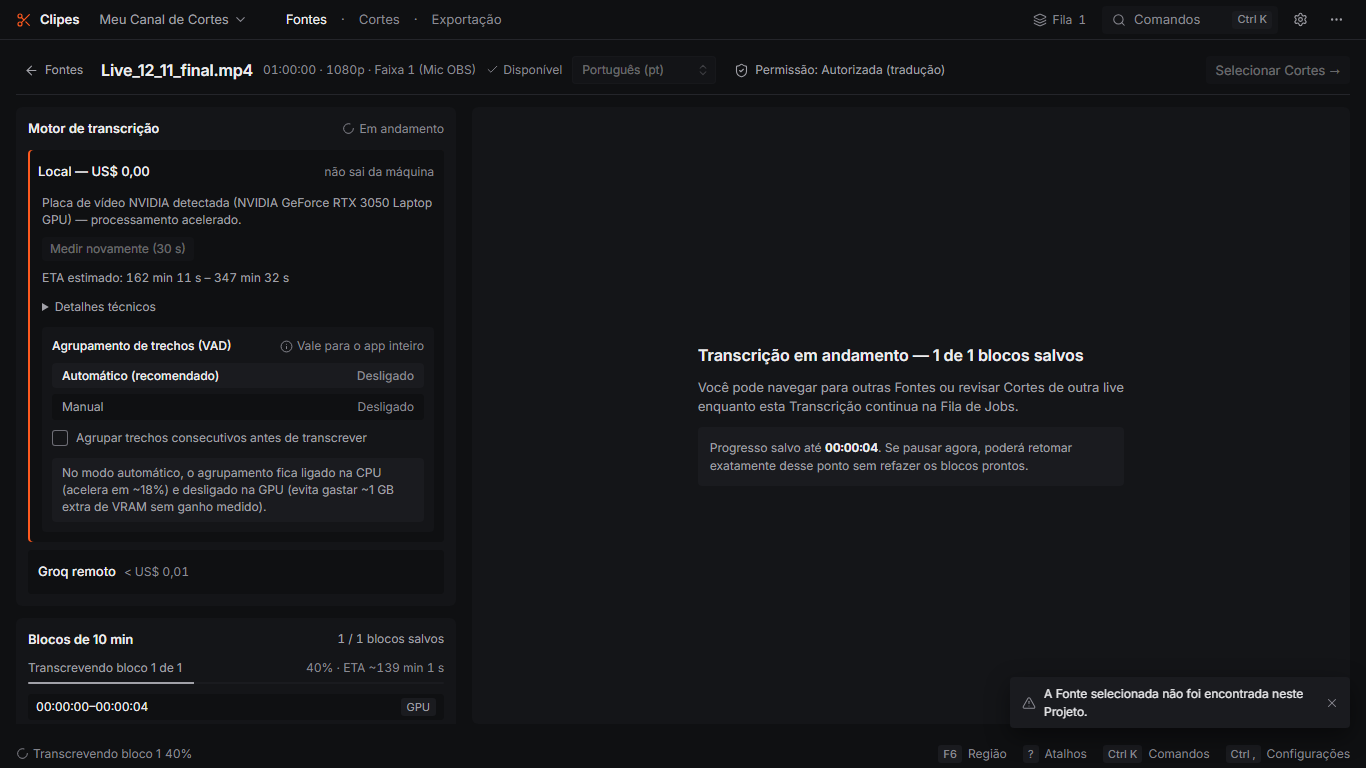 Clipes
Meu Canal de Cortes
Fontes · Cortes · Exportação
Fila 1
Comandos Ctrl K
← Fontes
Live_12_11_final.mp4
01:00:00 · 1080p · Faixa 1 (Mic OBS)
Disponível
Português (pt)
Permissão: Autorizada (tradução)
Selecionar Cortes →
Motor de transcrição
Em andamento
Local — US$ 0,00
não sai da máquina
Placa de vídeo NVIDIA detectada (NVIDIA GeForce RTX 3050 Laptop
GPU) — processamento acelerado.
Medir novamente (30 s)
ETA estimado: 162 min 11 s – 347 min 32 s
Detalhes técnicos
Agrupamento de trechos (VAD)
Vale para o app inteiro
Automático (recomendado)
Desligado
Manual
Desligado
Agrupar trechos consecutivos antes de transcrever
No modo automático, o agrupamento fica ligado na CPU
(acelera em ~18%) e desligado na GPU (evita gastar ~1 GB
extra de VRAM sem ganho medido).
Groq remoto < US$ 0,01
Blocos de 10 min
1 / 1 blocos salvos
Transcrevendo bloco 1 de 1
40% · ETA ~139 min 1 s
00:00:00–00:00:04
GPU
Transcrição em andamento — 1 de 1 blocos salvos
Você pode navegar para outras Fontes ou revisar Cortes de outra live
enquanto esta Transcrição continua na Fila de Jobs.
Progresso salvo até 00:00:04. Se pausar agora, poderá retomar
exatamente desse ponto sem refazer os blocos prontos.
A Fonte selecionada não foi encontrada neste
Projeto.
Transcrevendo bloco 1 40%
F6 Região
? Atalhos
Ctrl K Comandos
Ctrl , Configurações